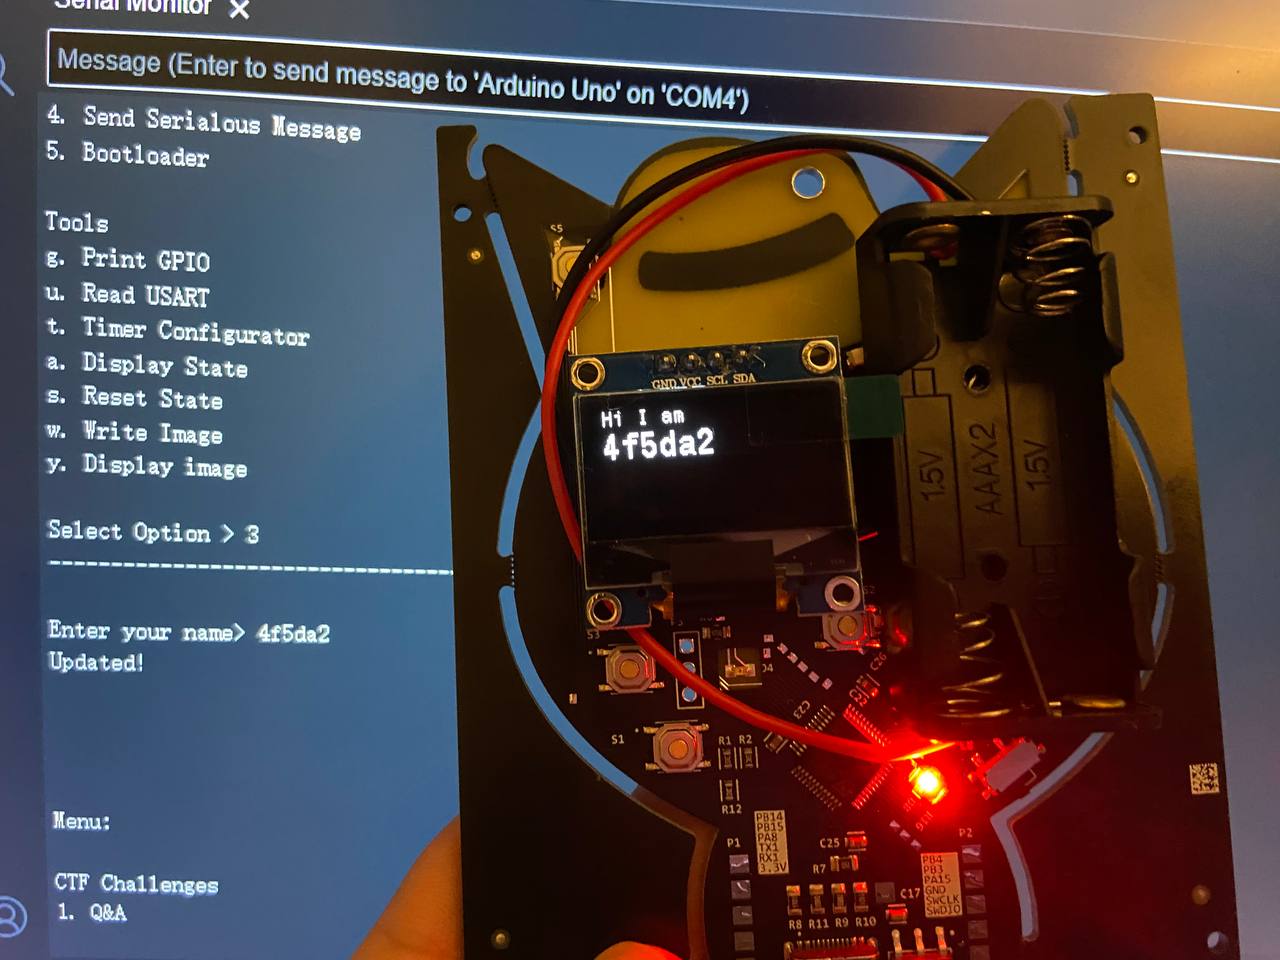 Serial Monitor
Message (Enter to send message to 'Arduino Uno' on 'COM4')
4. Send Serialous Message
5. Bootloader
Tools
g. Print GPIO
u. Read USART
t. Timer Configurator
a. Display State
s. Reset State
w. Write Image
y. Display image
Select Option > 3
Enter your name> 4f5da2
Updated!
Menu:
CTF Challenges
1. Q&A
S5
GND VCC SCL SDA
Hi I am
4f5da2
1.5V
AAAX2
1.5V
S3
S1
C26
C23
R1 R2
R12
P1
PB14
PB15
PA8
TX1
RX1
3.3V
C25
R7
R8 R11 R9 R10
C17
P2
PB4
PB3
PA15
GND
SWCLK
SWDIO